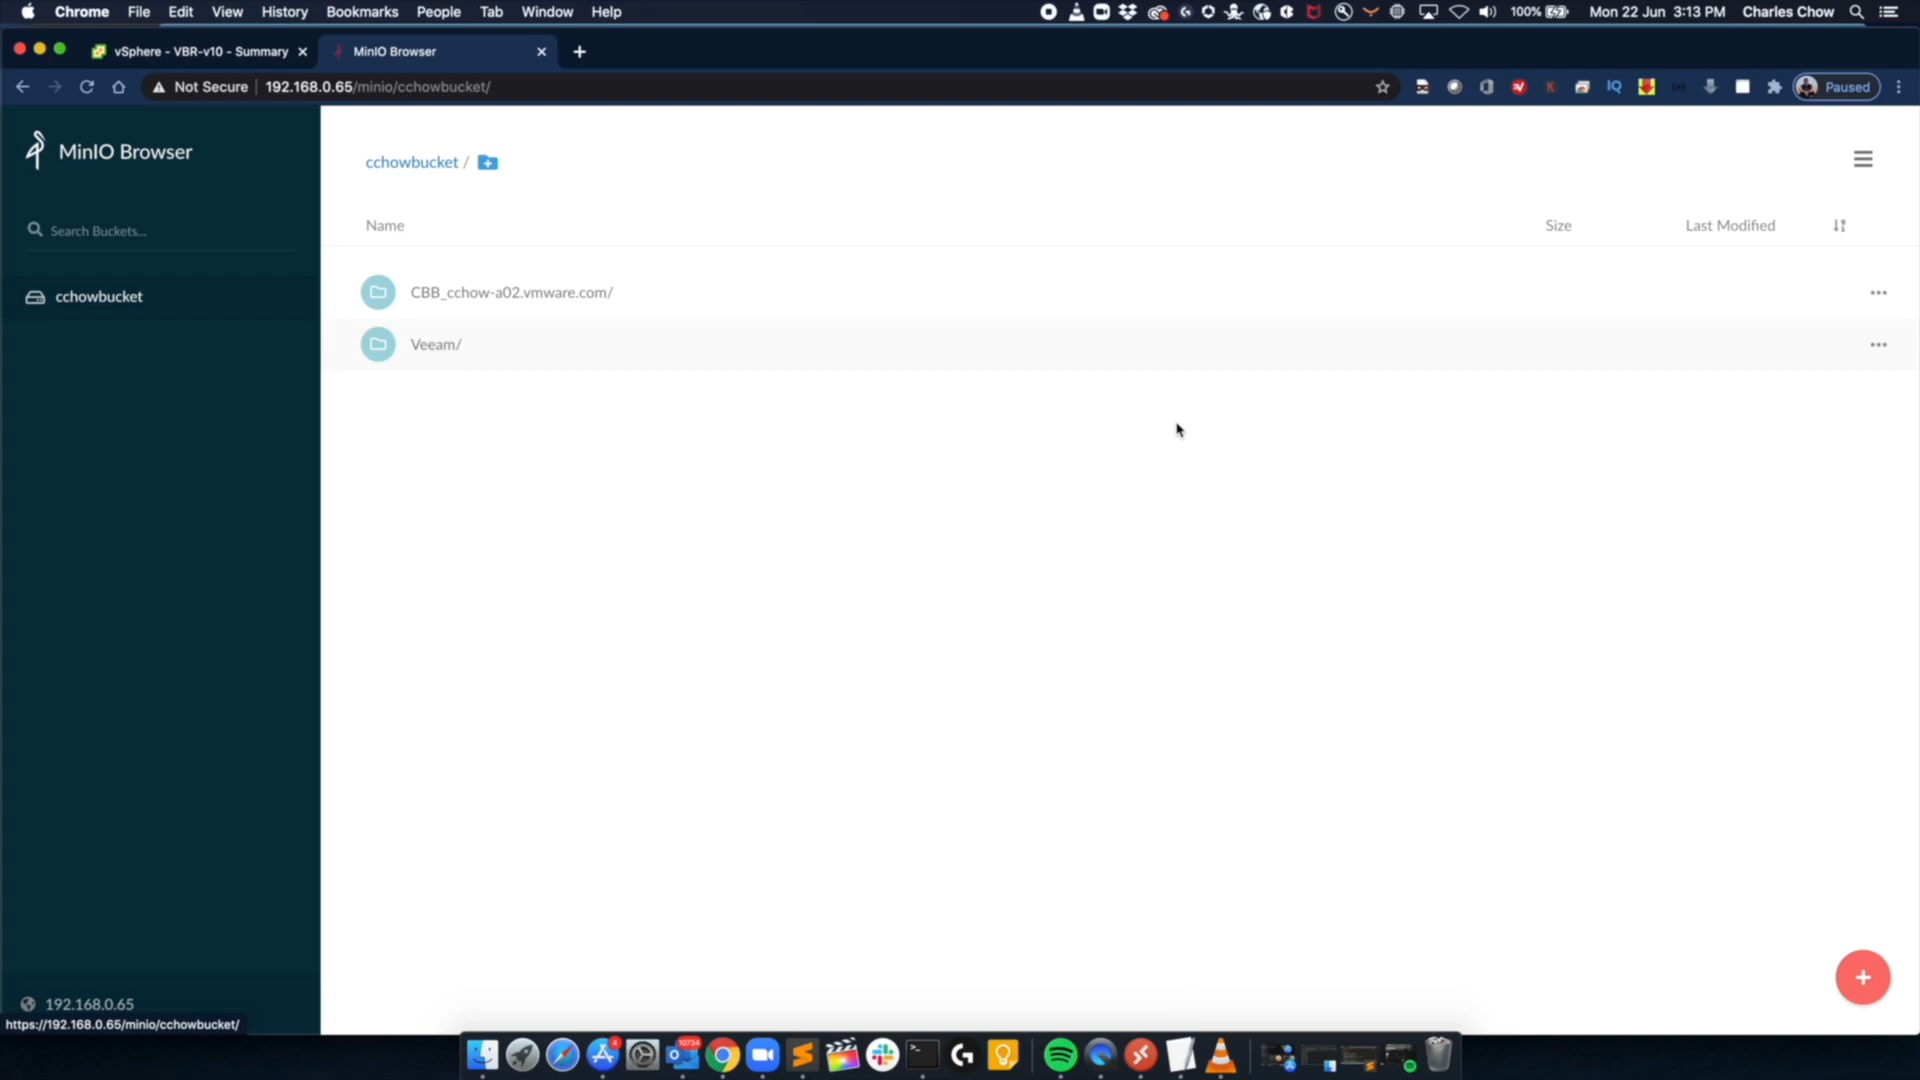 Chrome File Edit View History Bookmarks People Tab Window Help 100% Mon 22 Jun 3:13 PM Charles Chow
vSphere - VBR-v10 - Summary MinIO Browser
Not Secure 192.168.0.65/minio/cchowbucket/ IQ Paused
MinIO Browser
cchowbucket /
Search Buckets...
Name Size Last Modified
cchowbucket
CBB_cchow-a02.vmware.com/
Veeam/
192.168.0.65
https://192.168.0.65/minio/cchowbucket/
4
10734